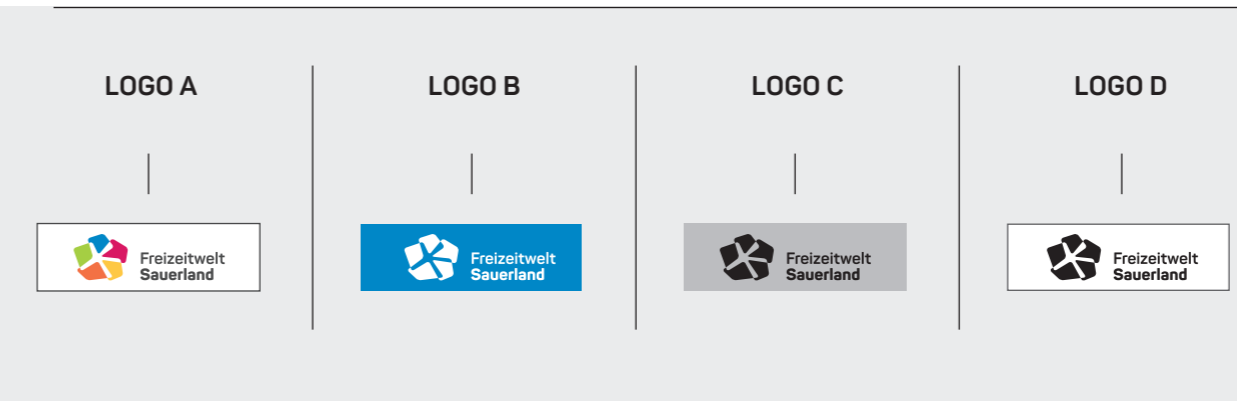 LOGO A
Freizeitwelt
Sauerland
LOGO B
Freizeitwelt
Sauerland
LOGO C
Freizeitwelt
Sauerland
LOGO D
Freizeitwelt
Sauerland